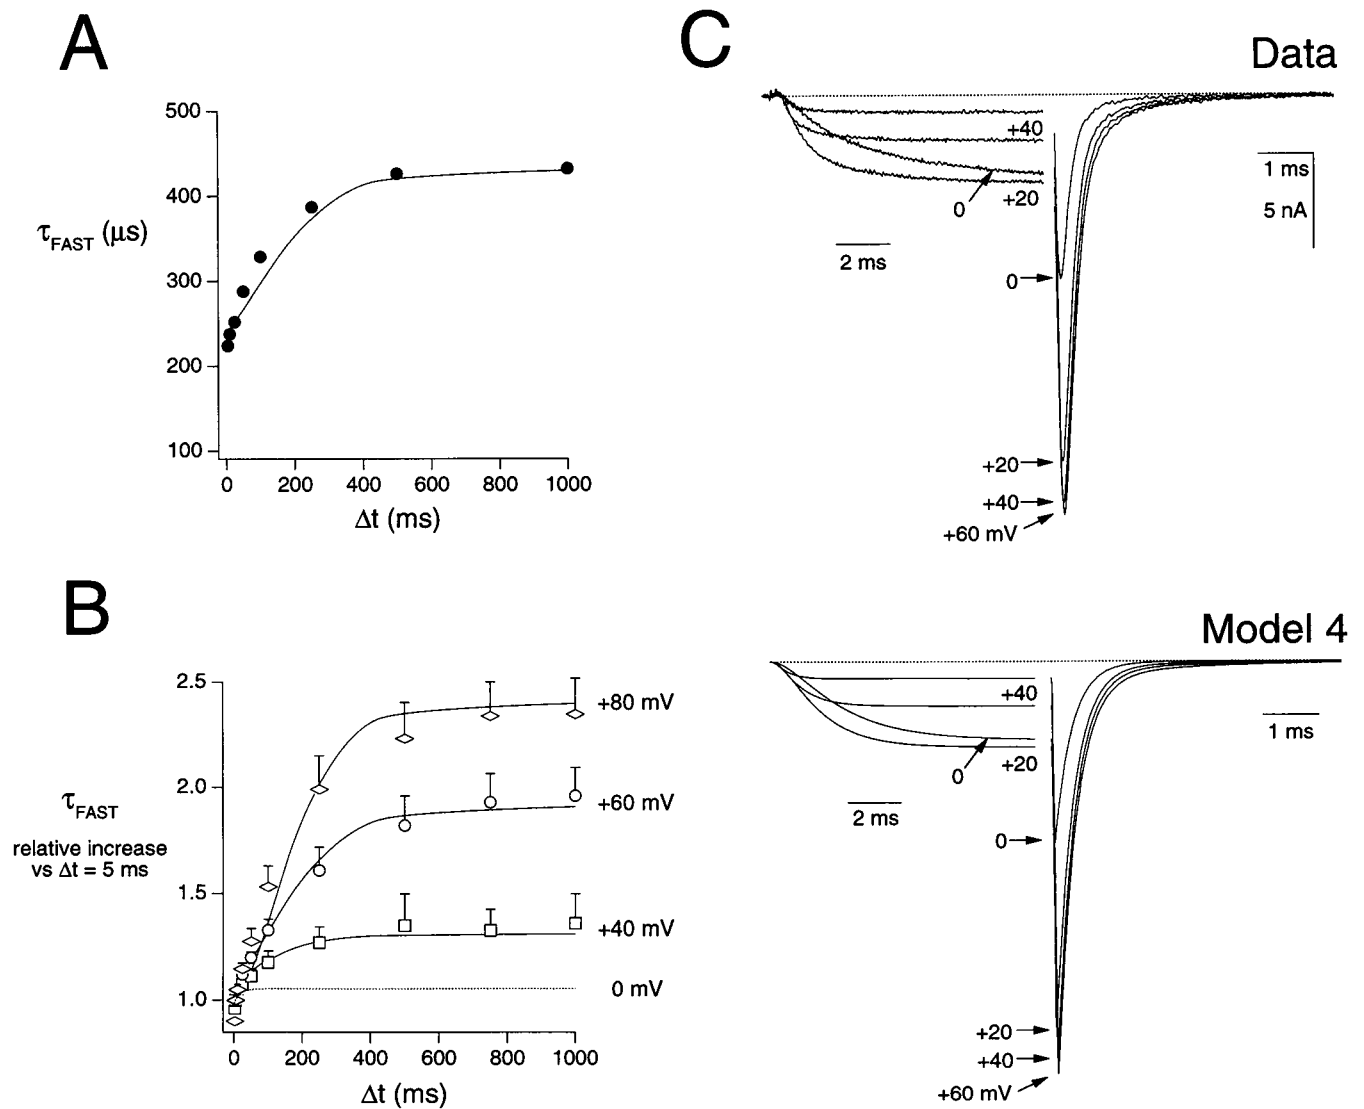 A
500
400
300
200
100
τFAST (μs)
0 200 400 600 800 1000
Δt (ms)
B
2.5
2.0
1.5
1.0
τFAST
relative increase
vs Δt = 5 ms
+80 mV
+60 mV
+40 mV
0 mV
0 200 400 600 800 1000
Δt (ms)
C
Data
+40
0
+20
2 ms
1 ms
5 nA
0
+20
+40
+60 mV
Model 4
+40
0
+20
2 ms
1 ms
0
+20
+40
+60 mV